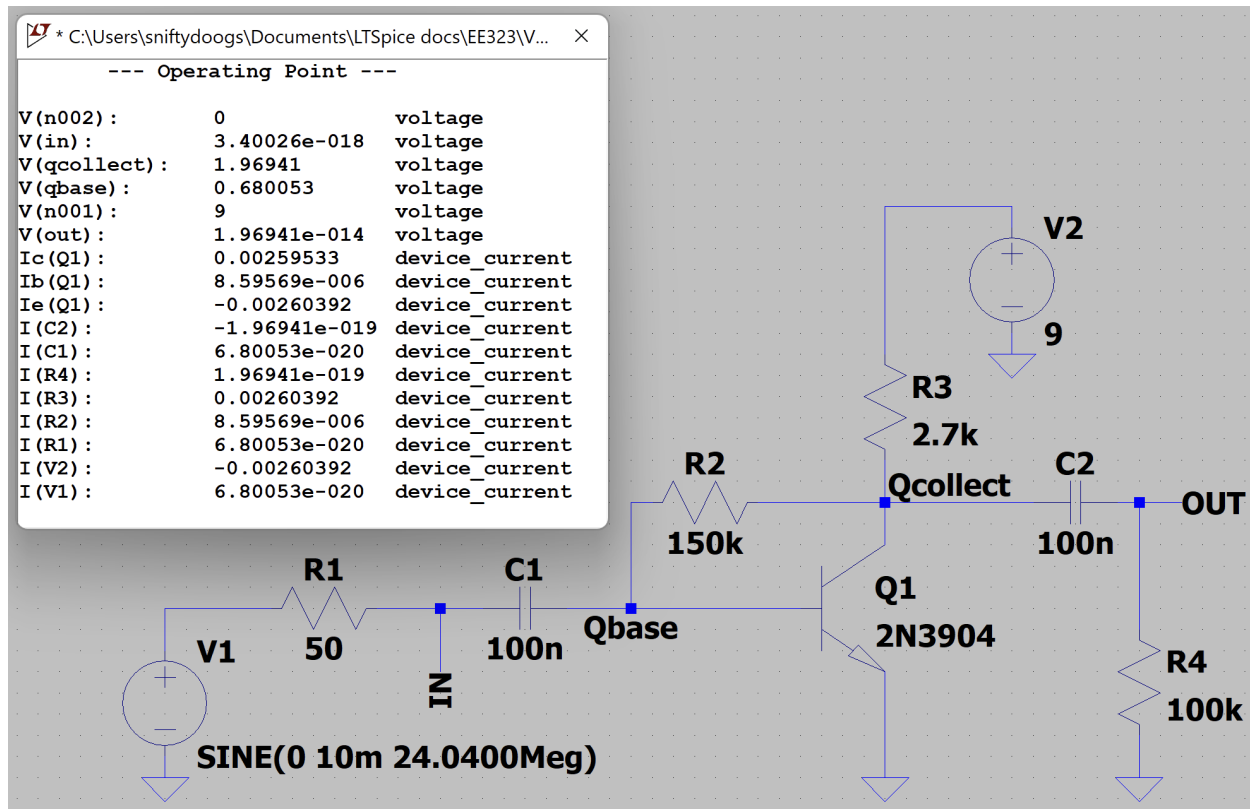 * C:\Users\sniftydoogs\Documents\LTSpice docs\EE323\V...
--- Operating Point ---
V(n002): 0 voltage
V(in): 3.40026e-018 voltage
V(qcollect): 1.96941 voltage
V(qbase): 0.680053 voltage
V(n001): 9 voltage
V(out): 1.96941e-014 voltage
Ic(Q1): 0.00259533 device_current
Ib(Q1): 8.59569e-006 device_current
Ie(Q1): -0.00260392 device_current
I(C2): -1.96941e-019 device_current
I(C1): 6.80053e-020 device_current
I(R4): 1.96941e-019 device_current
I(R3): 0.00260392 device_current
I(R2): 8.59569e-006 device_current
I(R1): 6.80053e-020 device_current
I(V2): -0.00260392 device_current
I(V1): 6.80053e-020 device_current
V2
9
R3
2.7k
R2
150k
Qcollect
C2
100n
OUT
R1
50
C1
100n
Qbase
Q1
2N3904
V1
IN
R4
100k
SINE(0 10m 24.0400Meg)